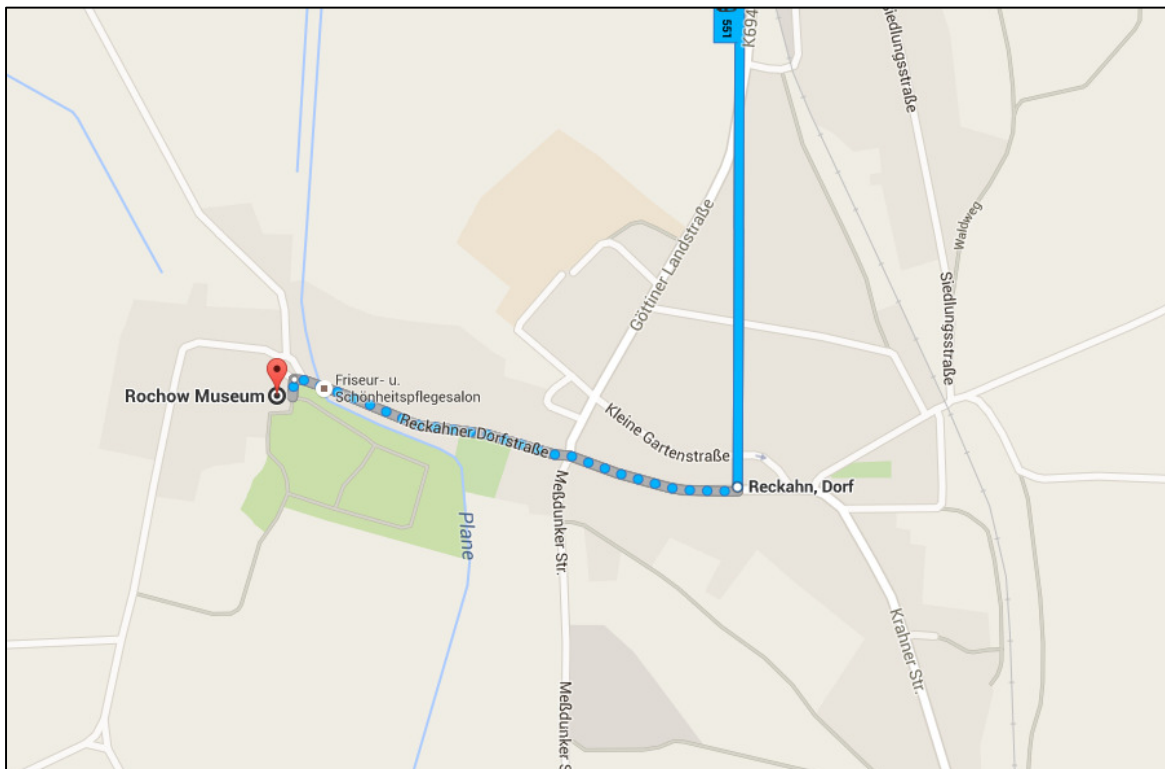 551
K694
Siedlungsstraße
Waldweg
Göttiner Landstraße
Siedlungsstraße
Friseur- u.
Schönheitspflegesalon
Rochow Museum
Reckahner Dorfstraße
Kleine Gartenstraße
Reckahn, Dorf
Plane
Meßdunker Str.
Krahner Str.
Meßdunker S